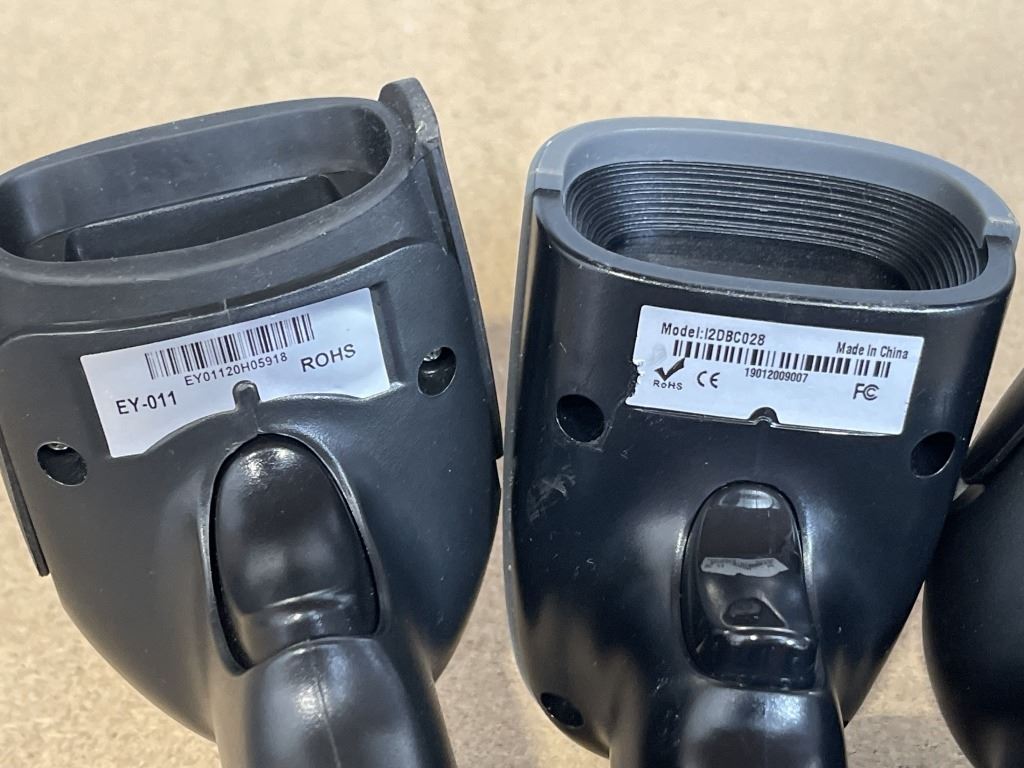 EY01120H05918
ROHS
EY-011
Model:I2DBC028
Made In China
RoHS
CE
19012009007
FC